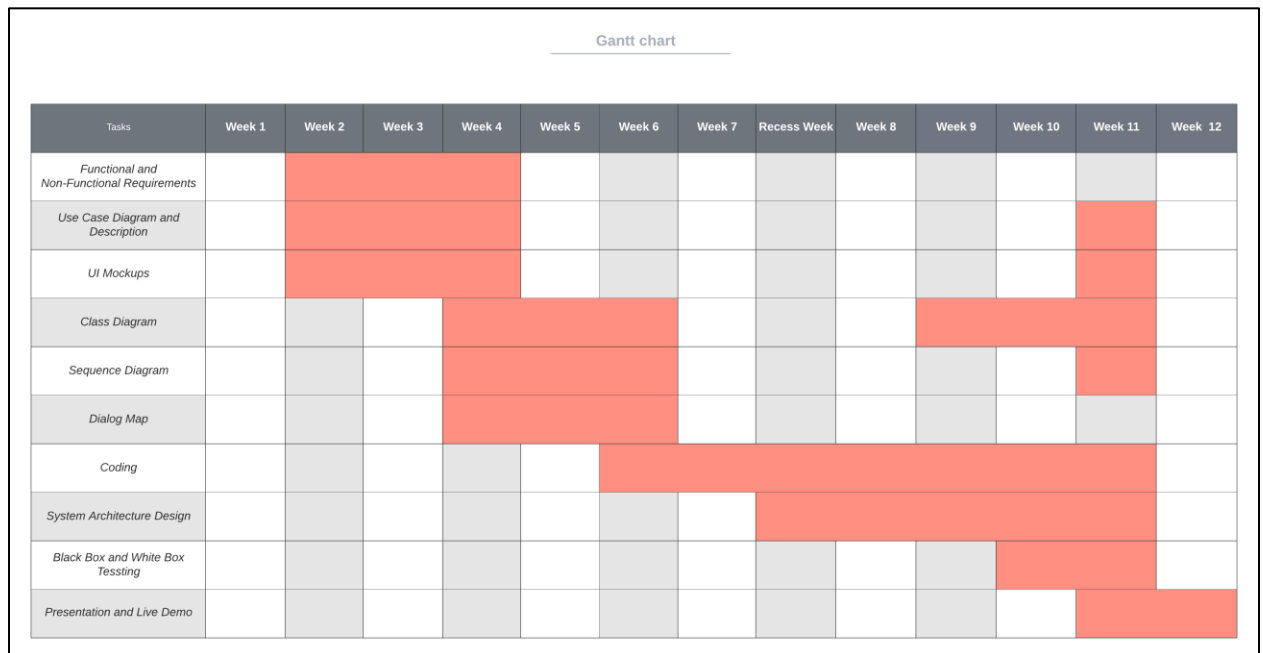 Gantt chart
Tasks
Week 1
Week 2
Week 3
Week 4
Week 5
Week 6
Week 7
Recess Week
Week 8
Week 9
Week 10
Week 11
Week 12
Functional and
Non-Functional Requirements
Use Case Diagram and
Description
UI Mockups
Class Diagram
Sequence Diagram
Dialog Map
Coding
System Architecture Design
Black Box and White Box
Tessting
Presentation and Live Demo